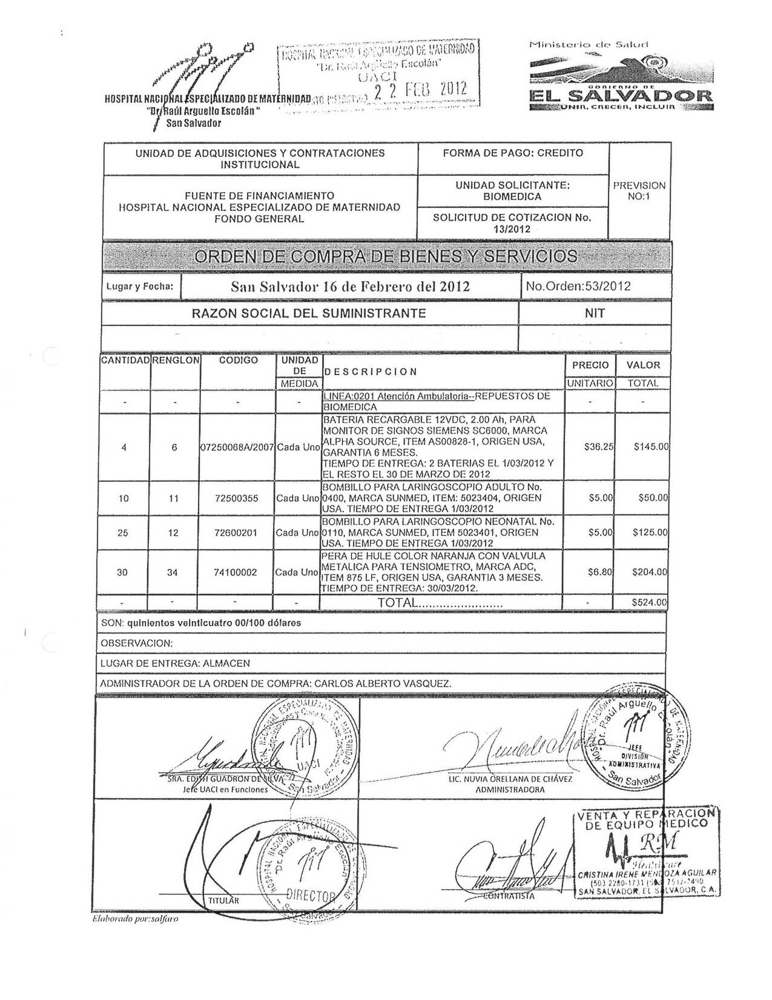 HOSPITAL NACIONAL ESPECIALIZADO DE MATERNIDAD
"Dr. Raúl Arguello Escolán"
San Salvador
HOSPITAL NACIONAL ESPECIALIZADO DE MATERNIDAD
"Dr. Raúl Argüello Escolán"
UACI
22 FEB 2012
Ministerio de Salud
GOBIERNO DE
EL SALVADOR
UNIR, CRECER, INCLUIR
UNIDAD DE ADQUISICIONES Y CONTRATACIONES
INSTITUCIONAL
FORMA DE PAGO: CREDITO
PREVISION
NO:1
FUENTE DE FINANCIAMIENTO
HOSPITAL NACIONAL ESPECIALIZADO DE MATERNIDAD
FONDO GENERAL
UNIDAD SOLICITANTE:
BIOMEDICA
SOLICITUD DE COTIZACION No.
13/2012
ORDEN DE COMPRA DE BIENES Y SERVICIOS
Lugar y Fecha: San Salvador 16 de Febrero del 2012 No.Orden:53/2012
RAZON SOCIAL DEL SUMINISTRANTE NIT
CANTIDAD RENGLON CODIGO UNIDAD DE MEDIDA DESCRIPCION PRECIO UNITARIO VALOR TOTAL
- - - - LINEA:0201 Atención Ambulatoria--REPUESTOS DE - -
BIOMEDICA
BATERIA RECARGABLE 12VDC, 2.00 Ah, PARA
MONITOR DE SIGNOS SIEMENS SC6000, MARCA
4 6 07250068A/2007 Cada Uno ALPHA SOURCE, ITEM AS00828-1, ORIGEN USA, $36.25 $145.00
GARANTIA 6 MESES.
TIEMPO DE ENTREGA: 2 BATERIAS EL 1/03/2012 Y
EL RESTO EL 30 DE MARZO DE 2012
BOMBILLO PARA LARINGOSCOPIO ADULTO No.
10 11 72500355 Cada Uno 0400, MARCA SUNMED, ITEM: 5023404, ORIGEN $5.00 $50.00
USA. TIEMPO DE ENTREGA 1/03/2012
BOMBILLO PARA LARINGOSCOPIO NEONATAL No.
25 12 72600201 Cada Uno 0110, MARCA SUNMED, ITEM 5023401, ORIGEN $5.00 $125.00
USA. TIEMPO DE ENTREGA 1/03/2012
PERA DE HULE COLOR NARANJA CON VALVULA
30 34 74100002 Cada Uno METALICA PARA TENSIOMETRO, MARCA ADC, $6.80 $204.00
ITEM 875 LF, ORIGEN USA, GARANTIA 3 MESES.
TIEMPO DE ENTREGA: 30/03/2012.
- - - - TOTAL........................ - $524.00
SON: quinientos veinticuatro 00/100 dólares
OBSERVACION:
LUGAR DE ENTREGA: ALMACEN
ADMINISTRADOR DE LA ORDEN DE COMPRA: CARLOS ALBERTO VASQUEZ.
SRA. EDITH GUADRON DE SILVA
Jefe UACI en Funciones
UACI
San Salvador
LIC. NUVIA ORELLANA DE CHÁVEZ
ADMINISTRADORA
HOSPITAL NACIONAL ESPECIALIZADO DE MATERNIDAD
"Dr. Raúl Arguello Escolán"
JEFE
DIVISIÓN
ADMINISTRATIVA
San Salvador
TITULAR
HOSPITAL NACIONAL ESPECIALIZADO DE MATERNIDAD
Dr. Raúl Argüello Escolán
DIRECTOR
San Salvador
CONTRATISTA
VENTA Y REPARACION
DE EQUIPO MEDICO
RM
Healthcare
CRISTINA IRENE MENDOZA AGUILAR
(503 2280-1731 (503 7532-7490
SAN SALVADOR, EL SALVADOR, C.A.
Elaborado por:salfaro